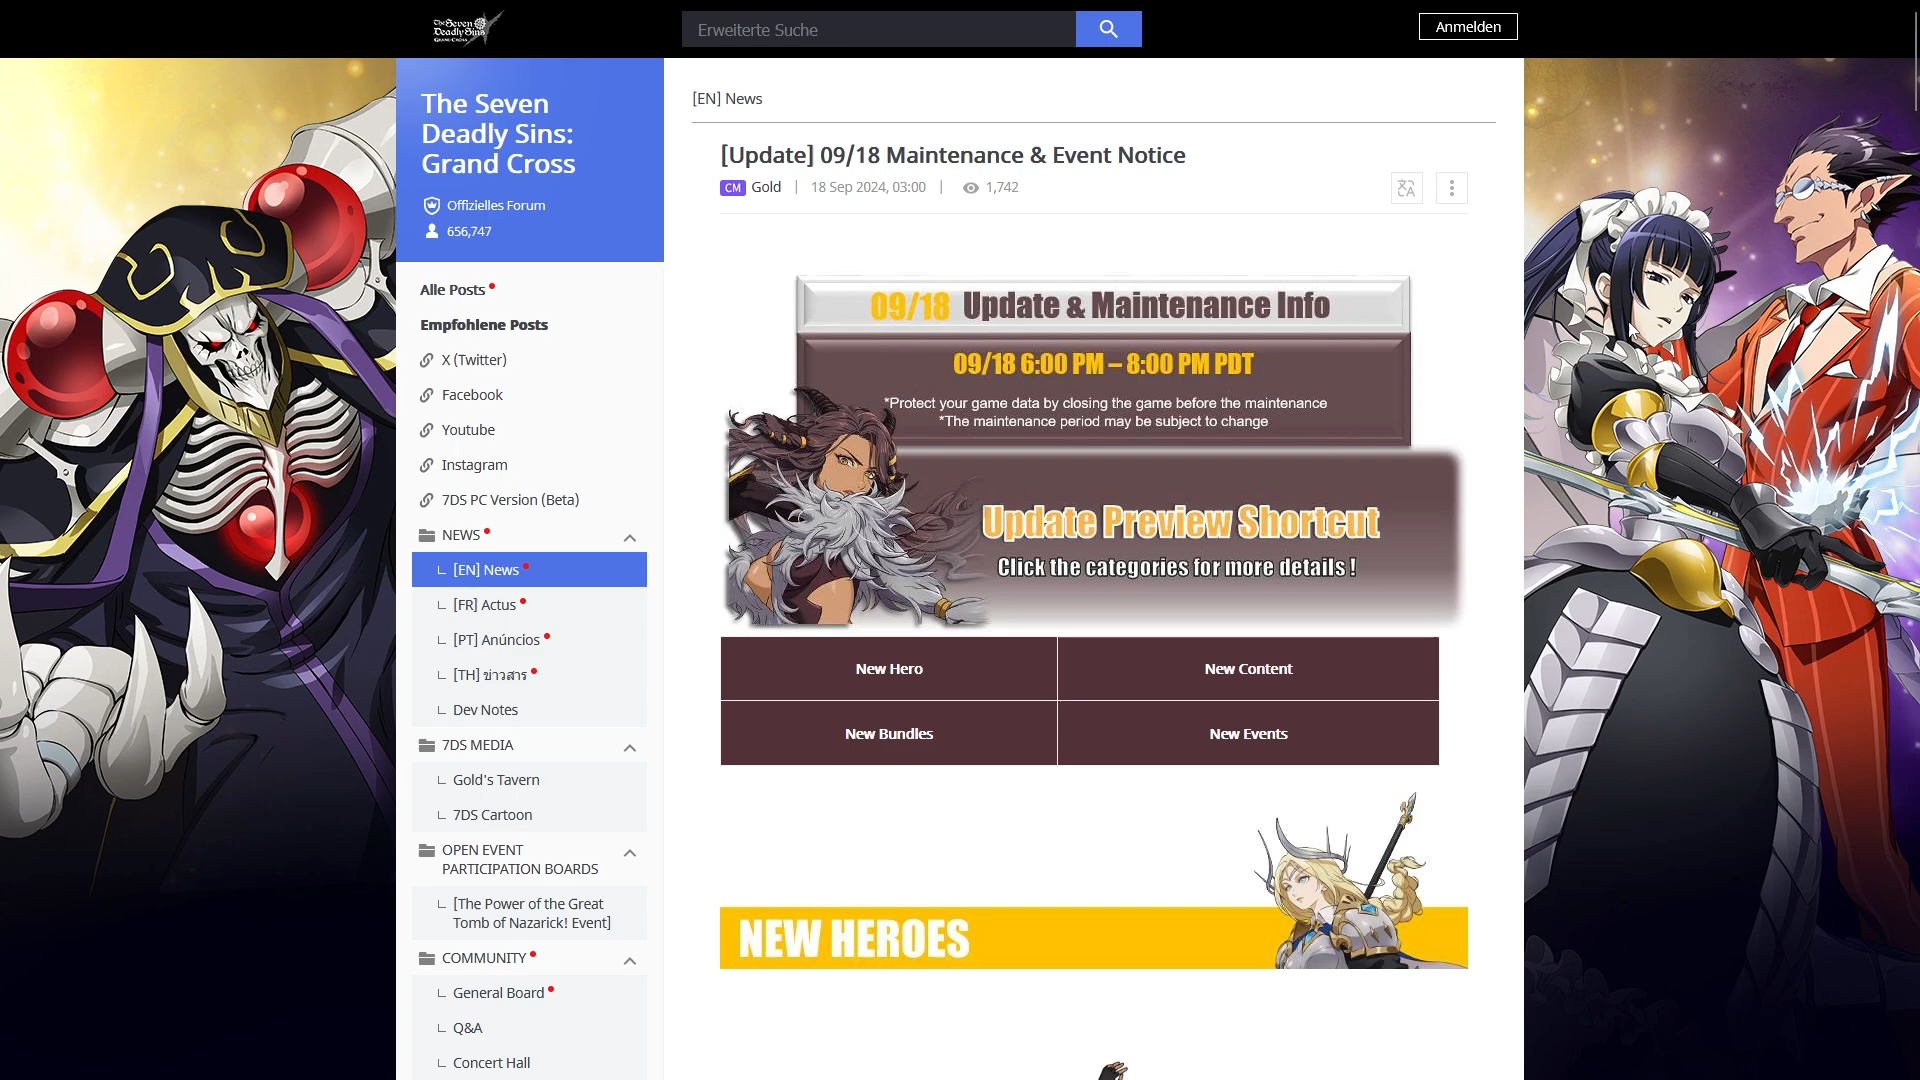 The Seven
Deadly Sins
GRAND CROSS
Erweiterte Suche
Anmelden
The Seven
Deadly Sins:
Grand Cross
Offizielles Forum
656,747
Alle Posts
Empfohlene Posts
X (Twitter)
Facebook
Youtube
Instagram
7DS PC Version (Beta)
NEWS
[EN] News
[FR] Actus
[PT] Anúncios
[TH] ข่าวสาร
Dev Notes
7DS MEDIA
Gold's Tavern
7DS Cartoon
OPEN EVENT
PARTICIPATION BOARDS
[The Power of the Great
Tomb of Nazarick! Event]
COMMUNITY
General Board
Q&A
Concert Hall
[EN] News
[Update] 09/18 Maintenance & Event Notice
CM Gold | 18 Sep 2024, 03:00 | 1,742
09/18 Update & Maintenance Info
09/18 6:00 PM – 8:00 PM PDT
*Protect your game data by closing the game before the maintenance
*The maintenance period may be subject to change
Update Preview Shortcut
Click the categories for more details !
New Hero
New Content
New Bundles
New Events
NEW HEROES